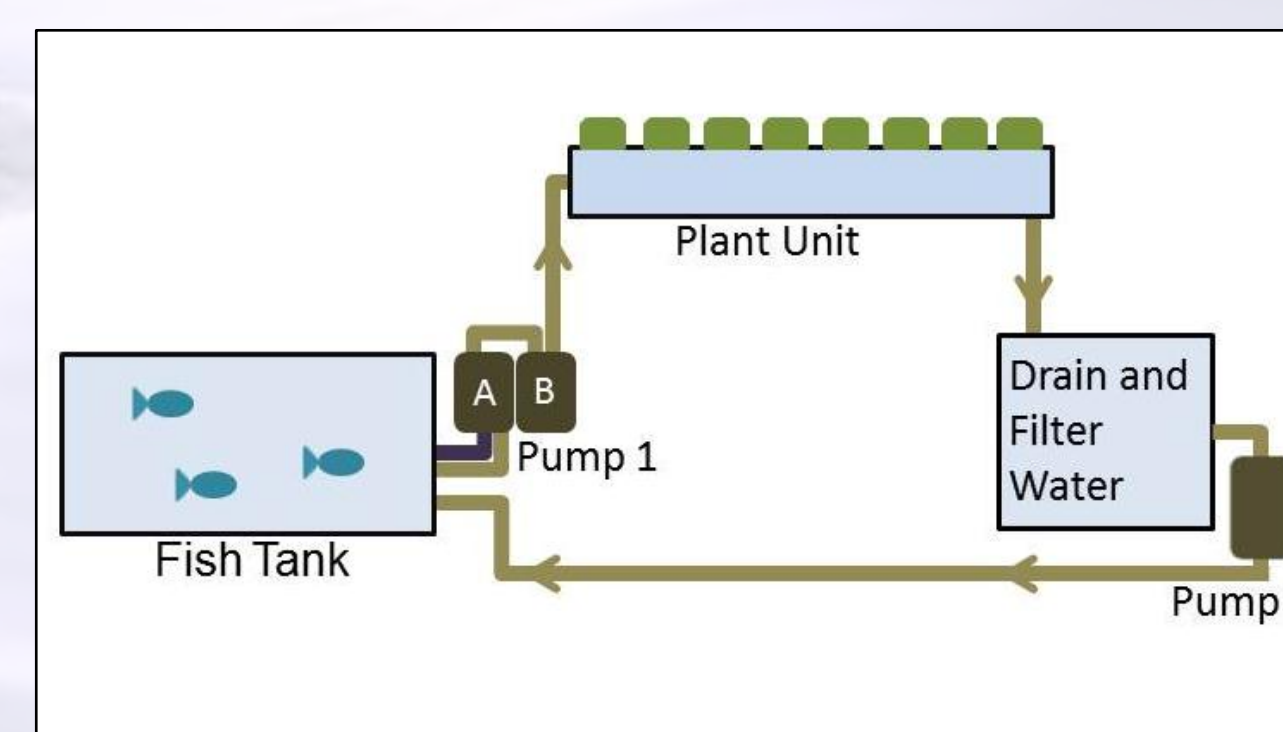 Plant Unit
A
B
Pump 1
Drain and
Filter
Water
Fish Tank
Pump